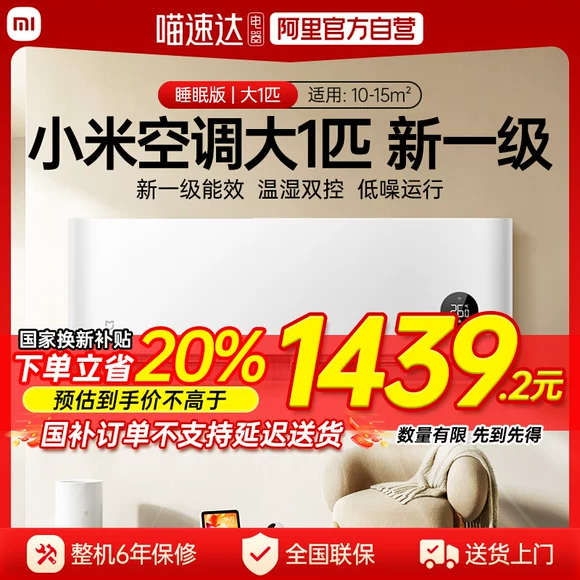 mi 喵速达电器 阿里官方自营
睡眠版 | 大1匹 适用: 10-15m²
小米空调大1匹 新一级
新一级能效 温湿双控 低噪运行
26
国家换新补贴
下单立省 20% 1439.2元
预估到手价不高于
国补订单不支持延迟送货 数量有限 先到先得
整机6年保修 全国联保 送货上门